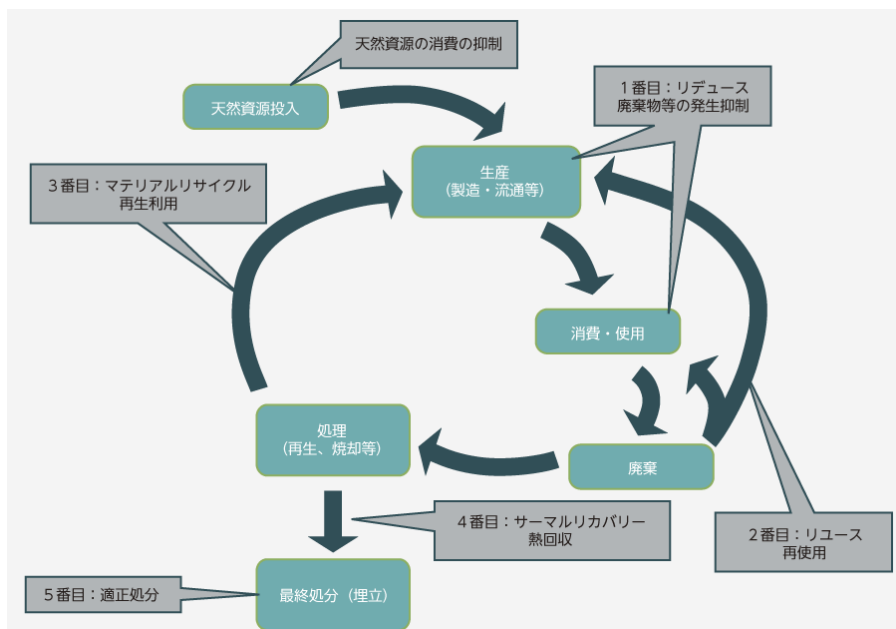 天然資源の消費の抑制
天然資源投入
1番目：リデュース
廃棄物等の発生抑制
生産
（製造・流通等）
3番目：マテリアルリサイクル
再生利用
消費・使用
処理
（再生、焼却等）
廃棄
4番目：サーマルリカバリー
熱回収
2番目：リユース
再使用
5番目：適正処分
最終処分（埋立）